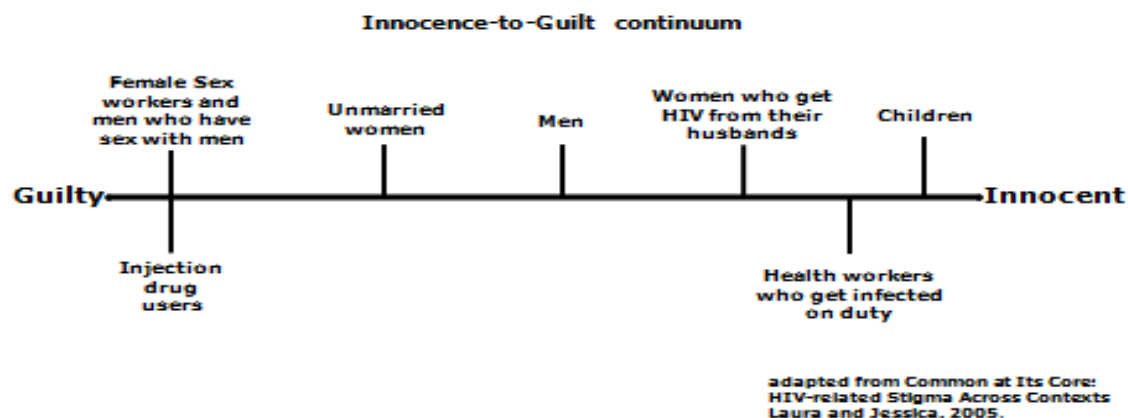 Innocence-to-Guilt continuum
Female Sex
workers and
men who have
sex with men
Unmarried
women
Men
Women who get
HIV from their
husbands
Children
Guilty
Innocent
Injection
drug
users
Health workers
who get infected
on duty
adapted from Common at Its Core:
HIV-related Stigma Across Contexts
Laura and Jessica, 2005.